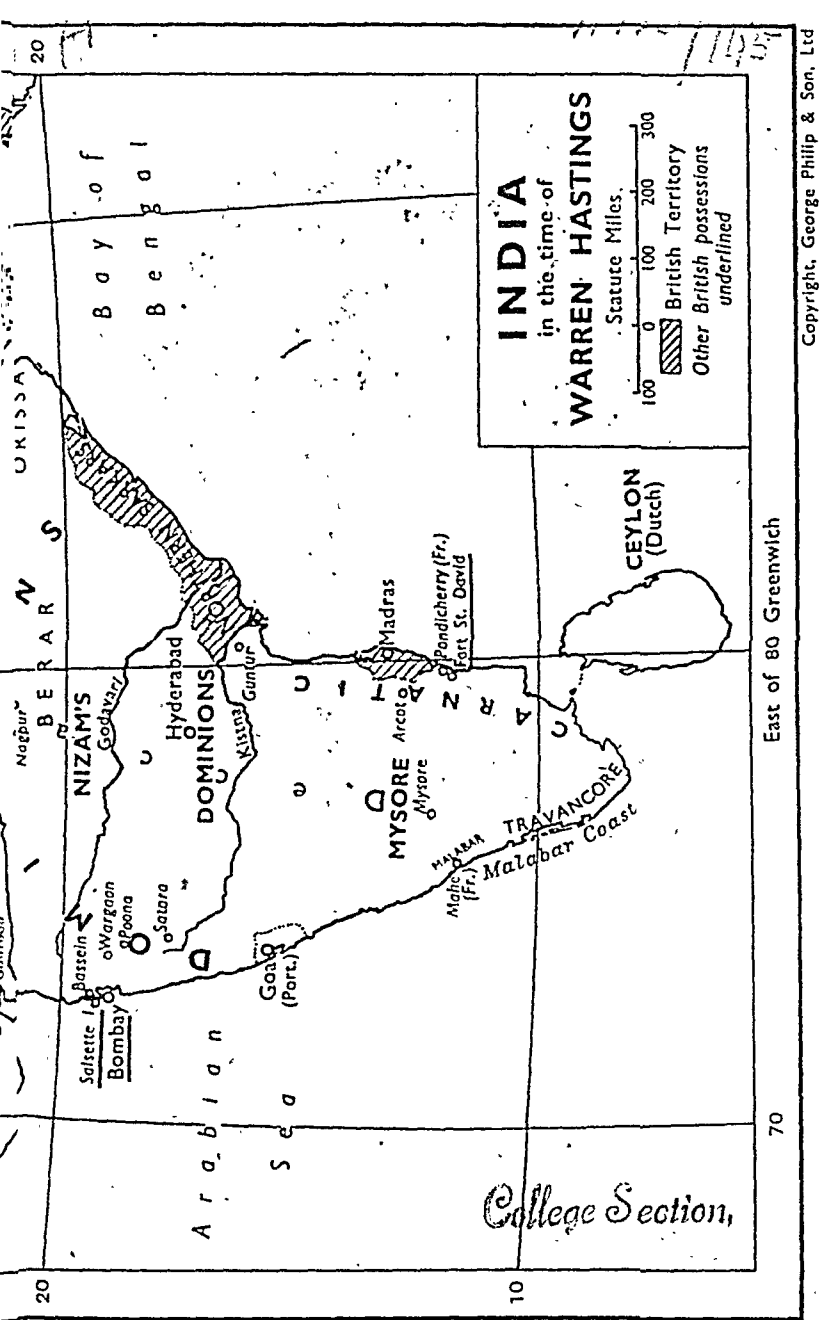 20
20
10
70
East of 80 Greenwich
Bay of
Bengal
Arabian
Sea
ORISSA
Nagpur
BERAR
NIZAM'S
Godavari
Hyderabad
DOMINIONS
Kistna
Guntur
Bassein
Salsette I.
Bombay
Wargaon
Poona
Satara
Goa
(Port.)
CARNATIC
Madras
Arcot
Pondicherry (Fr.)
Fort St. David
MYSORE
Mysore
MALABAR
Mahe
(Fr.)
TRAVANCORE
Malabar Coast
CEYLON
(Dutch)
INDIA
in the time of
WARREN HASTINGS
Statute Miles
100 0 100 200 300
British Territory
Other British possessions
underlined
Copyright, George Philip & Son, Ltd
College Section,